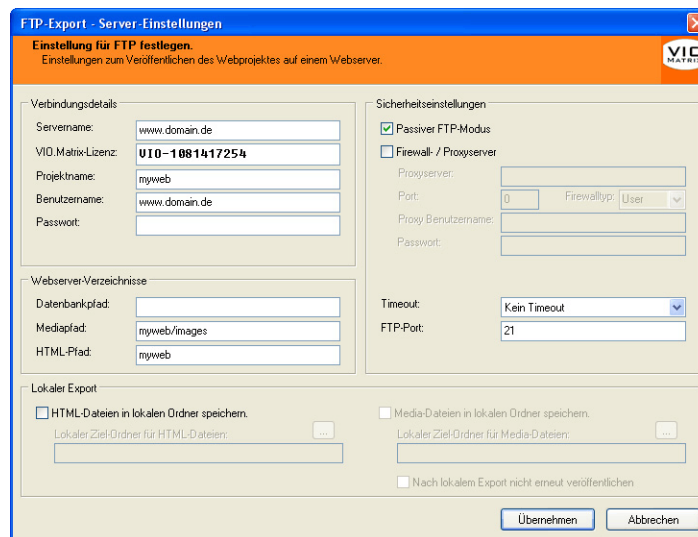 FTP-Export - Server-Einstellungen
Einstellung für FTP festlegen.
Einstellungen zum Veröffentlichen des Webprojektes auf einem Webserver.
VIO
MATRIX
Verbindungsdetails
Servername: www.domain.de
VIO.Matrix-Lizenz: VIO-1081417254
Projektname: myweb
Benutzername: www.domain.de
Passwort:
Webserver-Verzeichnisse
Datenbankpfad:
Mediapfad: myweb/images
HTML-Pfad: myweb
Sicherheitseinstellungen
Passiver FTP-Modus
Firewall- / Proxyserver
Proxyserver:
Port: 0 Firewalltyp: User
Proxy Benutzername:
Passwort:
Timeout: Kein Timeout
FTP-Port: 21
Lokaler Export
HTML-Dateien in lokalen Ordner speichern.
Lokaler Ziel-Ordner für HTML-Dateien: ...
Media-Dateien in lokalen Ordner speichern.
Lokaler Ziel-Ordner für Media-Dateien: ...
Nach lokalem Export nicht erneut veröffentlichen
Übernehmen Abbrechen